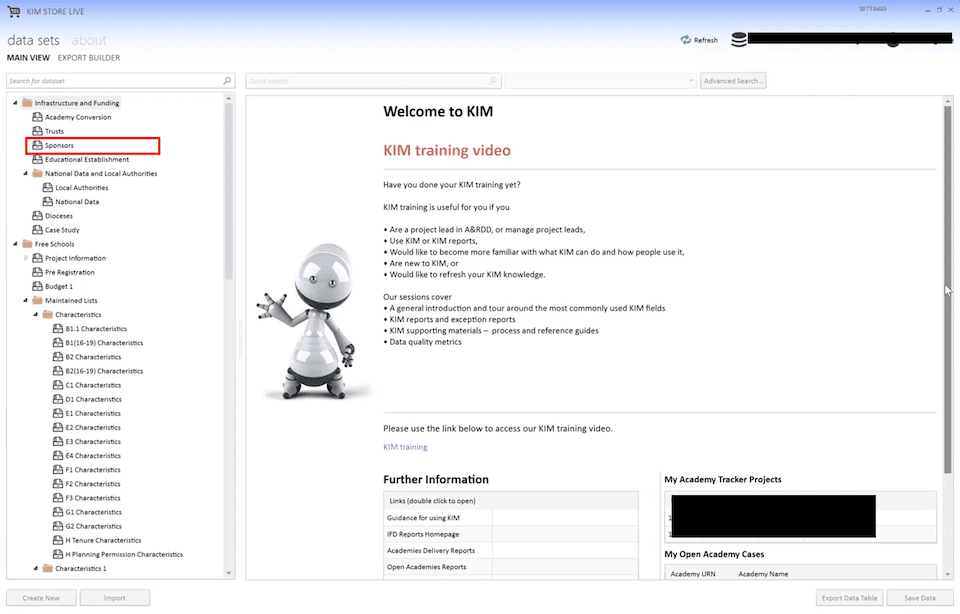 KIM STORE LIVE
SETTINGS
data sets about
Refresh
MAIN VIEW EXPORT BUILDER
Search for dataset
Quick search
Advanced Search...
Infrastructure and Funding
Academy Conversion
Trusts
Sponsors
Educational Establishment
National Data and Local Authorities
Local Authorities
National Data
Dioceses
Case Study
Free Schools
Project Information
Pre Registration
Budget 1
Maintained Lists
Characteristics
B1.1 Characteristics
B1(16-19) Characteristics
B2 Characteristics
B2(16-19) Characteristics
C1 Characteristics
D1 Characteristics
E1 Characteristics
E2 Characteristics
E3 Characteristics
E4 Characteristics
F1 Characteristics
F2 Characteristics
F3 Characteristics
G1 Characteristics
G2 Characteristics
H Tenure Characteristics
H Planning Permission Characteristics
Characteristics 1
Welcome to KIM
KIM training video
Have you done your KIM training yet?
KIM training is useful for you if you
• Are a project lead in A&RDD, or manage project leads,
• Use KIM or KIM reports,
• Would like to become more familiar with what KIM can do and how people use it,
• Are new to KIM, or
• Would like to refresh your KIM knowledge.
Our sessions cover
• A general introduction and tour around the most commonly used KIM fields
• KIM reports and exception reports
• KIM supporting materials – process and reference guides
• Data quality metrics
Please use the link below to access our KIM training video.
KIM training
Further Information
Links (double click to open)
Guidance for using KIM
IFD Reports Homepage
Academies Delivery Reports
Open Academies Reports
My Academy Tracker Projects
My Open Academy Cases
Academy URN Academy Name
Create New Import
Export Data Table Save Data